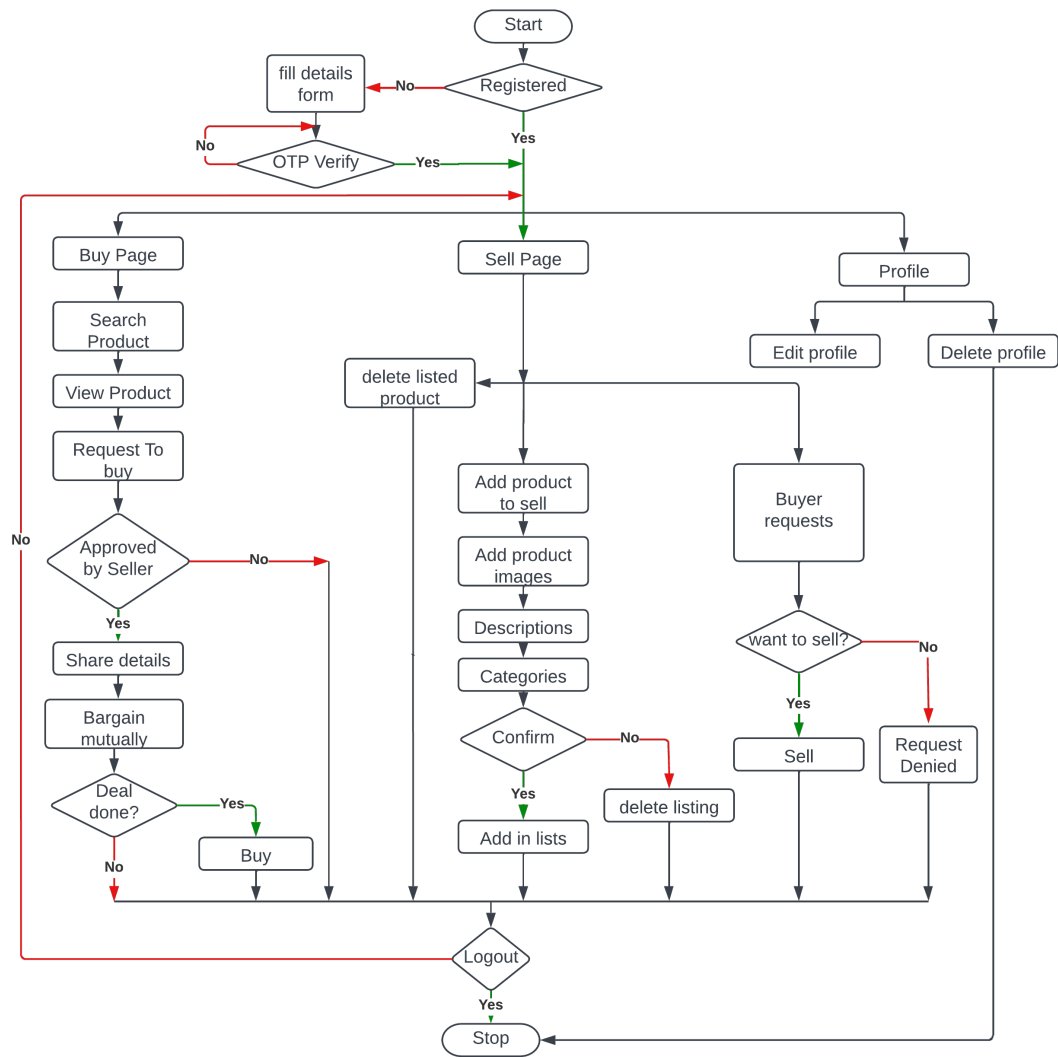 Start
fill details
form
No
Registered
Yes
No
OTP Verify
Yes
Buy Page
Sell Page
Profile
Search
Product
Edit profile
Delete profile
View Product
delete listed
product
Request To
buy
Add product
to sell
Buyer
requests
No
Approved
by Seller
No
Add product
images
Yes
Descriptions
want to sell?
No
Share details
Categories
Yes
Bargain
mutually
Confirm
No
Request
Denied
Sell
Deal
done?
Yes
Yes
delete listing
Add in lists
Buy
No
Logout
Yes
Stop